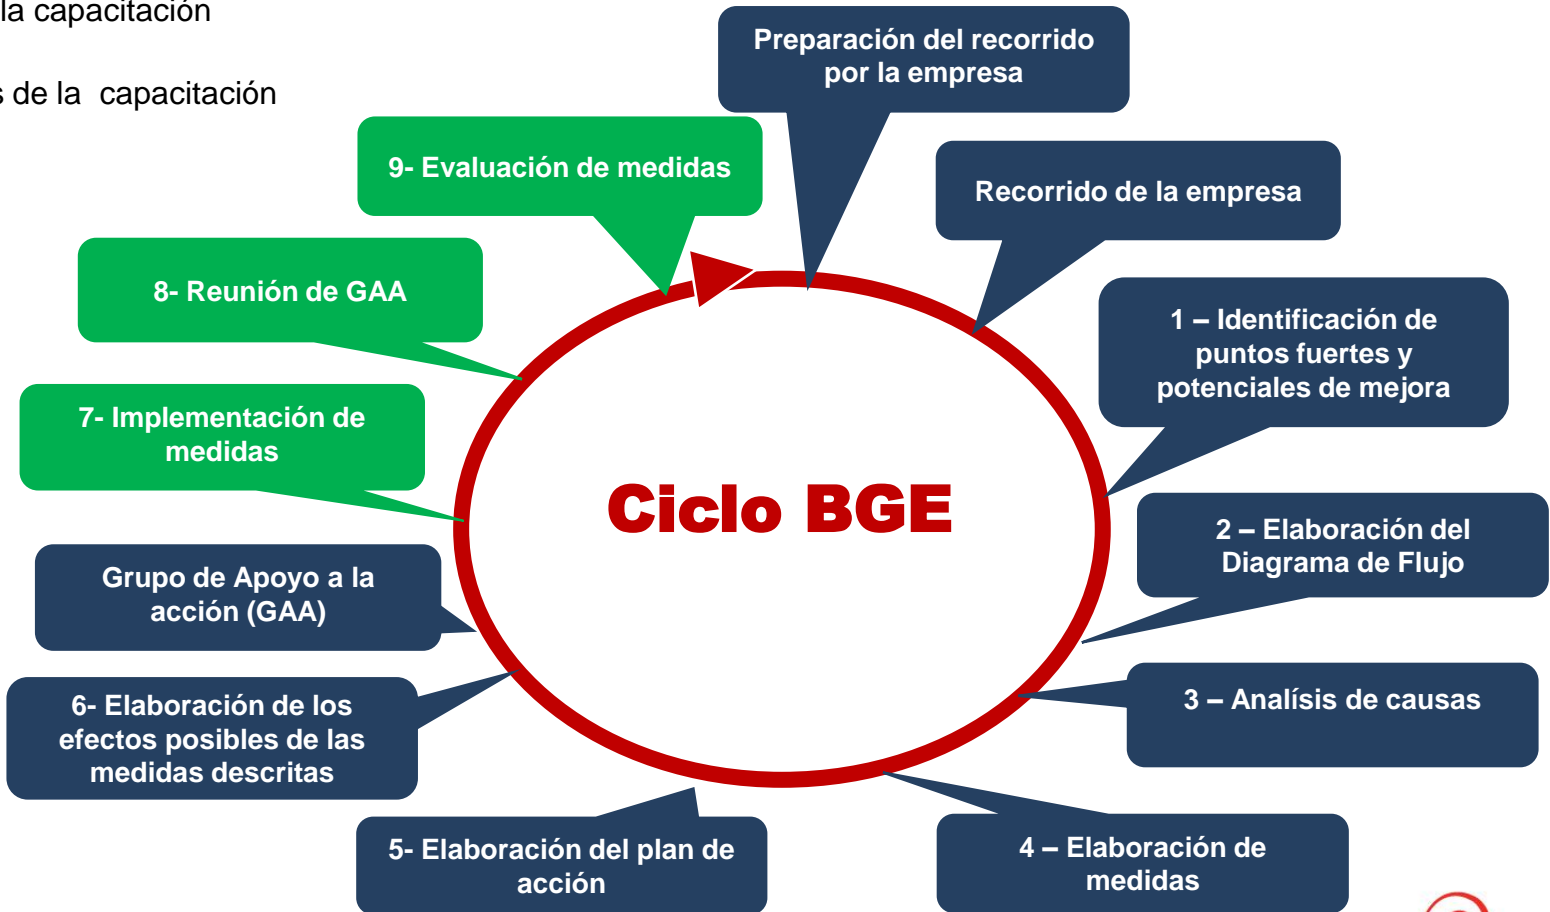 la capacitación
de la capacitación
Preparación del recorrido
por la empresa
Recorrido de la empresa
1 – Identificación de
puntos fuertes y
potenciales de mejora
2 – Elaboración del
Diagrama de Flujo
3 – Analísis de causas
4 – Elaboración de
medidas
5- Elaboración del plan de
acción
6- Elaboración de los
efectos posibles de las
medidas descritas
Grupo de Apoyo a la
acción (GAA)
7- Implementación de
medidas
8- Reunión de GAA
9- Evaluación de medidas
Ciclo BGE